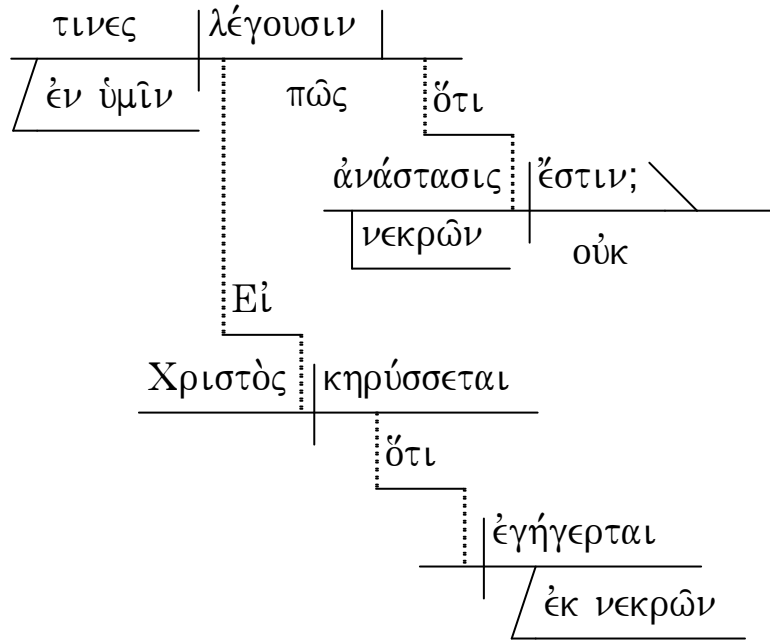 τινες λέγουσιν
ἐν ὑμῖν πῶς ὅτι
ἀνάστασις ἔστιν;
νεκρῶν οὐκ
Εἰ
Χριστὸς κηρύσσεται
ὅτι
ἐγήγερται
ἐκ νεκρῶν